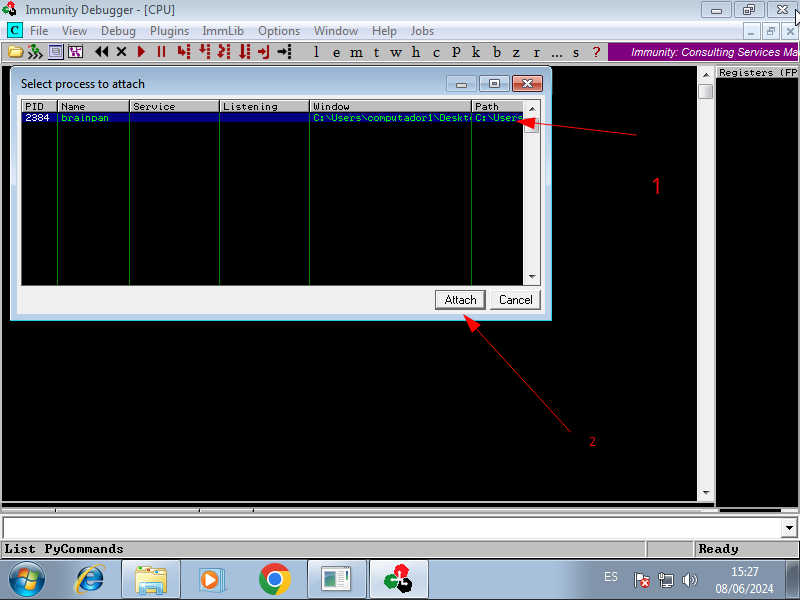 Immunity Debugger - [CPU]
C File View Debug Plugins ImmLib Options Window Help Jobs
l e m t w h c P k b z r ... s ? Immunity: Consulting Services Ma
Registers (FP
Select process to attach
PID Name Service Listening Window Path
2384 brainpan C:\Users\computador1\Deskt C:\Users
1
Attach Cancel
2
List PyCommands Ready
ES 15:27
08/06/2024